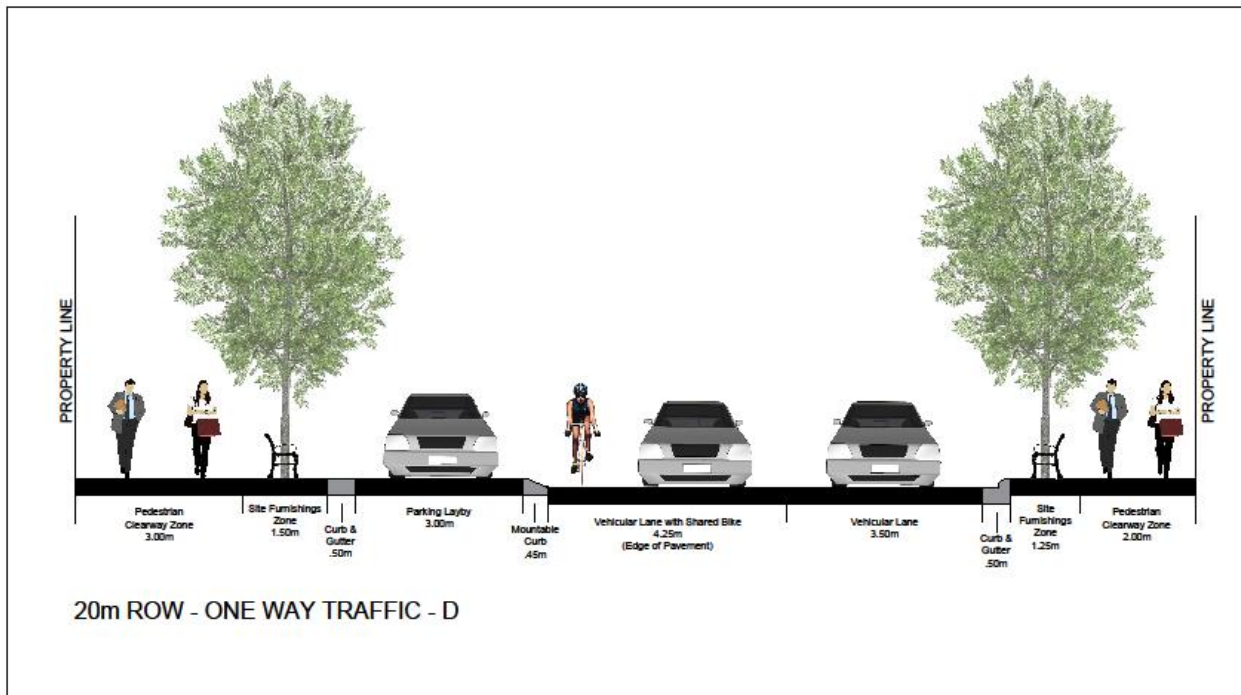 PROPERTY LINE
PROPERTY LINE
Pedestrian
Clearway Zone
3.00m
Site Furnishings
Zone
1.50m
Curb &
Gutter
.50m
Parking Layby
3.00m
Mountable
Curb
.45m
Vehicular Lane with Shared Bike
4.25m
(Edge of Pavement)
Vehicular Lane
3.50m
Curb &
Gutter
.50m
Site
Furnishings
Zone
1.25m
Pedestrian
Clearway Zone
2.00m
20m ROW - ONE WAY TRAFFIC - D